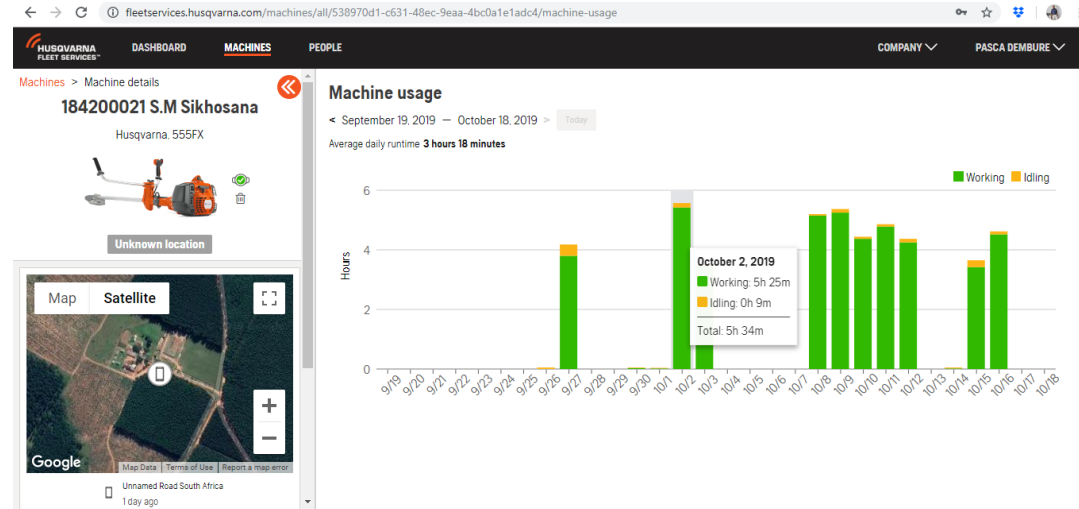 fleetservices.husqvarna.com/machines/all/538970d1-c631-48ec-9eaa-4bc0a1e1adc4/machine-usage
HUSQVARNA
FLEET SERVICES™
DASHBOARD
MACHINES
PEOPLE
COMPANY
PASCA DEMBURE
Machines > Machine details
184200021 S.M Sikhosana
Husqvarna. 555FX
Unknown location
Map
Satellite
Google
Map Data
Terms of Use
Report a map error
Unnamed Road South Africa
1 day ago
Machine usage
< September 19, 2019 — October 18, 2019 > Today
Average daily runtime 3 hours 18 minutes
Working
Idling
Hours
6
4
2
0
October 2, 2019
Working: 5h 25m
Idling: 0h 9m
Total: 5h 34m
9/19
9/20
9/21
9/22
9/23
9/24
9/25
9/26
9/27
9/28
9/29
9/30
10/1
10/2
10/3
10/4
10/5
10/6
10/7
10/8
10/9
10/10
10/11
10/12
10/13
10/14
10/15
10/16
10/17
10/18